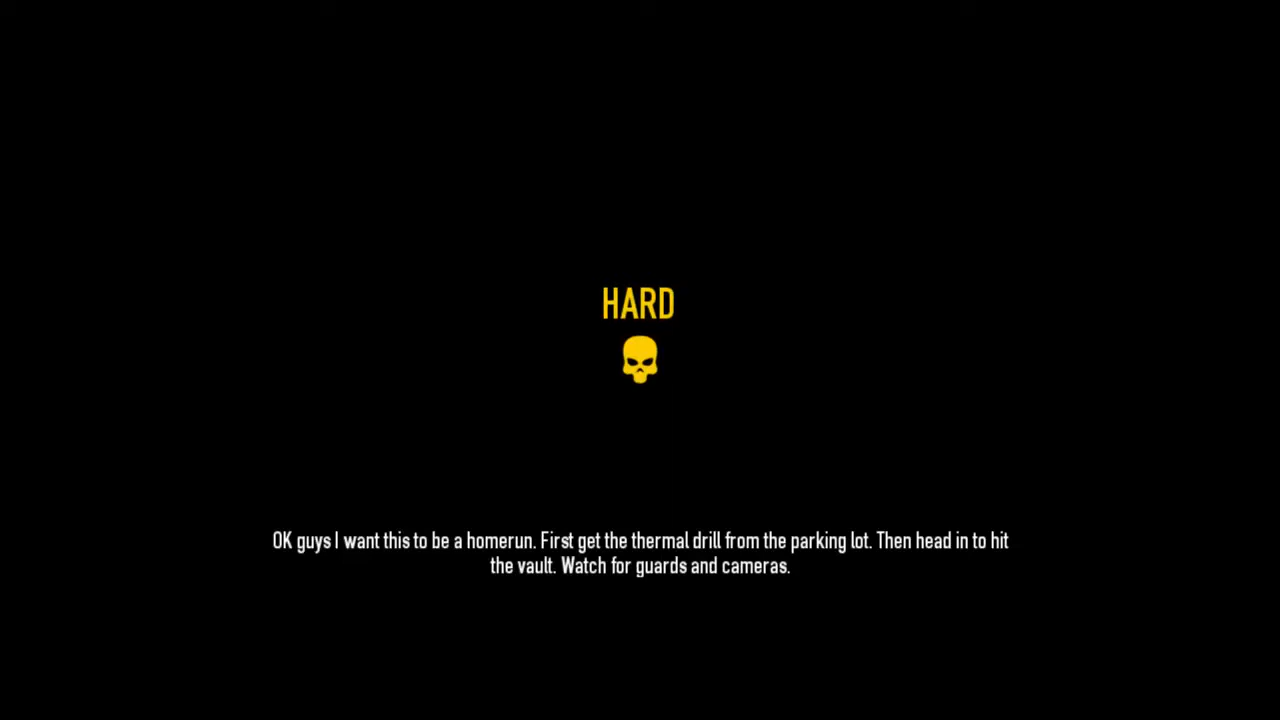 HARD
OK guys I want this to be a homerun. First get the thermal drill from the parking lot. Then head in to hit
the vault. Watch for guards and cameras.